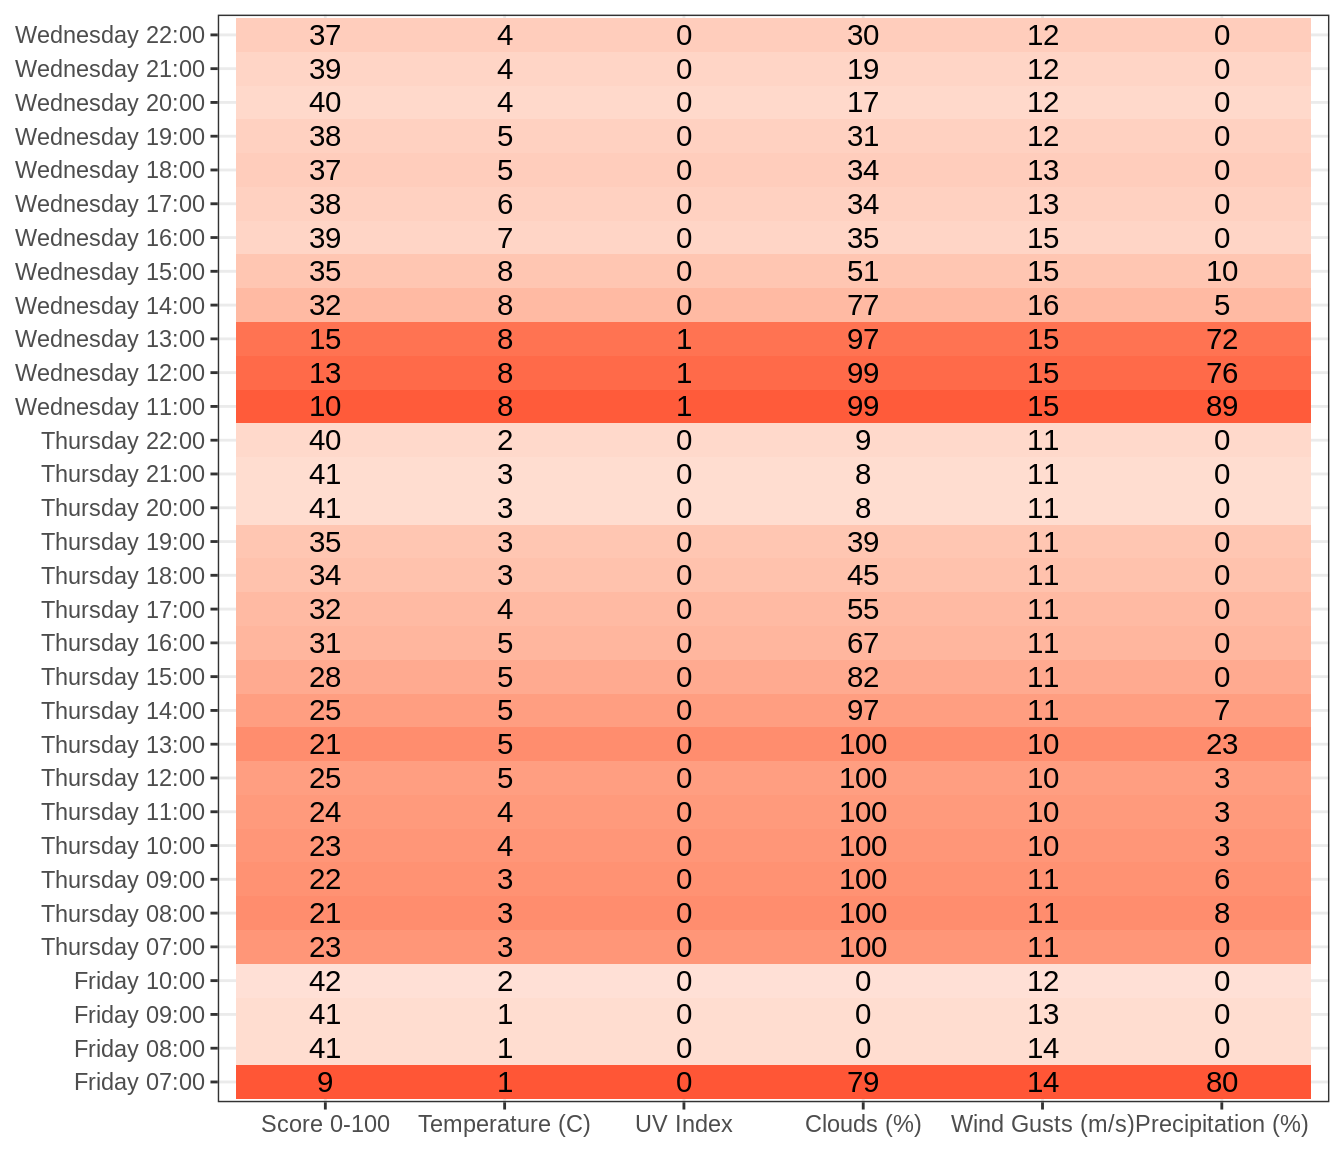 Wednesday 22:00 37 4 0 30 12 0
Wednesday 21:00 39 4 0 19 12 0
Wednesday 20:00 40 4 0 17 12 0
Wednesday 19:00 38 5 0 31 12 0
Wednesday 18:00 37 5 0 34 13 0
Wednesday 17:00 38 6 0 34 13 0
Wednesday 16:00 39 7 0 35 15 0
Wednesday 15:00 35 8 0 51 15 10
Wednesday 14:00 32 8 0 77 16 5
Wednesday 13:00 15 8 1 97 15 72
Wednesday 12:00 13 8 1 99 15 76
Wednesday 11:00 10 8 1 99 15 89
Thursday 22:00 40 2 0 9 11 0
Thursday 21:00 41 3 0 8 11 0
Thursday 20:00 41 3 0 8 11 0
Thursday 19:00 35 3 0 39 11 0
Thursday 18:00 34 3 0 45 11 0
Thursday 17:00 32 4 0 55 11 0
Thursday 16:00 31 5 0 67 11 0
Thursday 15:00 28 5 0 82 11 0
Thursday 14:00 25 5 0 97 11 7
Thursday 13:00 21 5 0 100 10 23
Thursday 12:00 25 5 0 100 10 3
Thursday 11:00 24 4 0 100 10 3
Thursday 10:00 23 4 0 100 10 3
Thursday 09:00 22 3 0 100 11 6
Thursday 08:00 21 3 0 100 11 8
Thursday 07:00 23 3 0 100 11 0
Friday 10:00 42 2 0 0 12 0
Friday 09:00 41 1 0 0 13 0
Friday 08:00 41 1 0 0 14 0
Friday 07:00 9 1 0 79 14 80
Score 0-100 Temperature (C) UV Index Clouds (%) Wind Gusts (m/s) Precipitation (%)